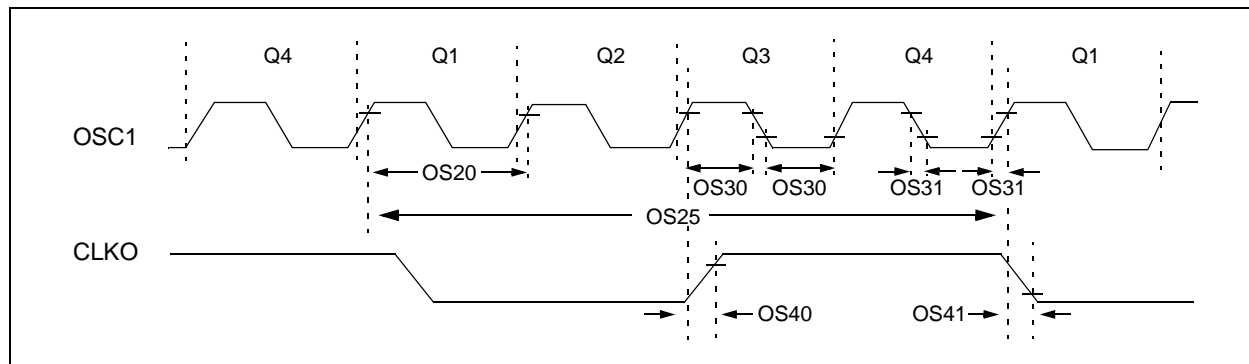 Q4 Q1 Q2 Q3 Q4 Q1
OSC1
OS20 OS30 OS30 OS31 OS31
OS25
CLKO
OS40 OS41